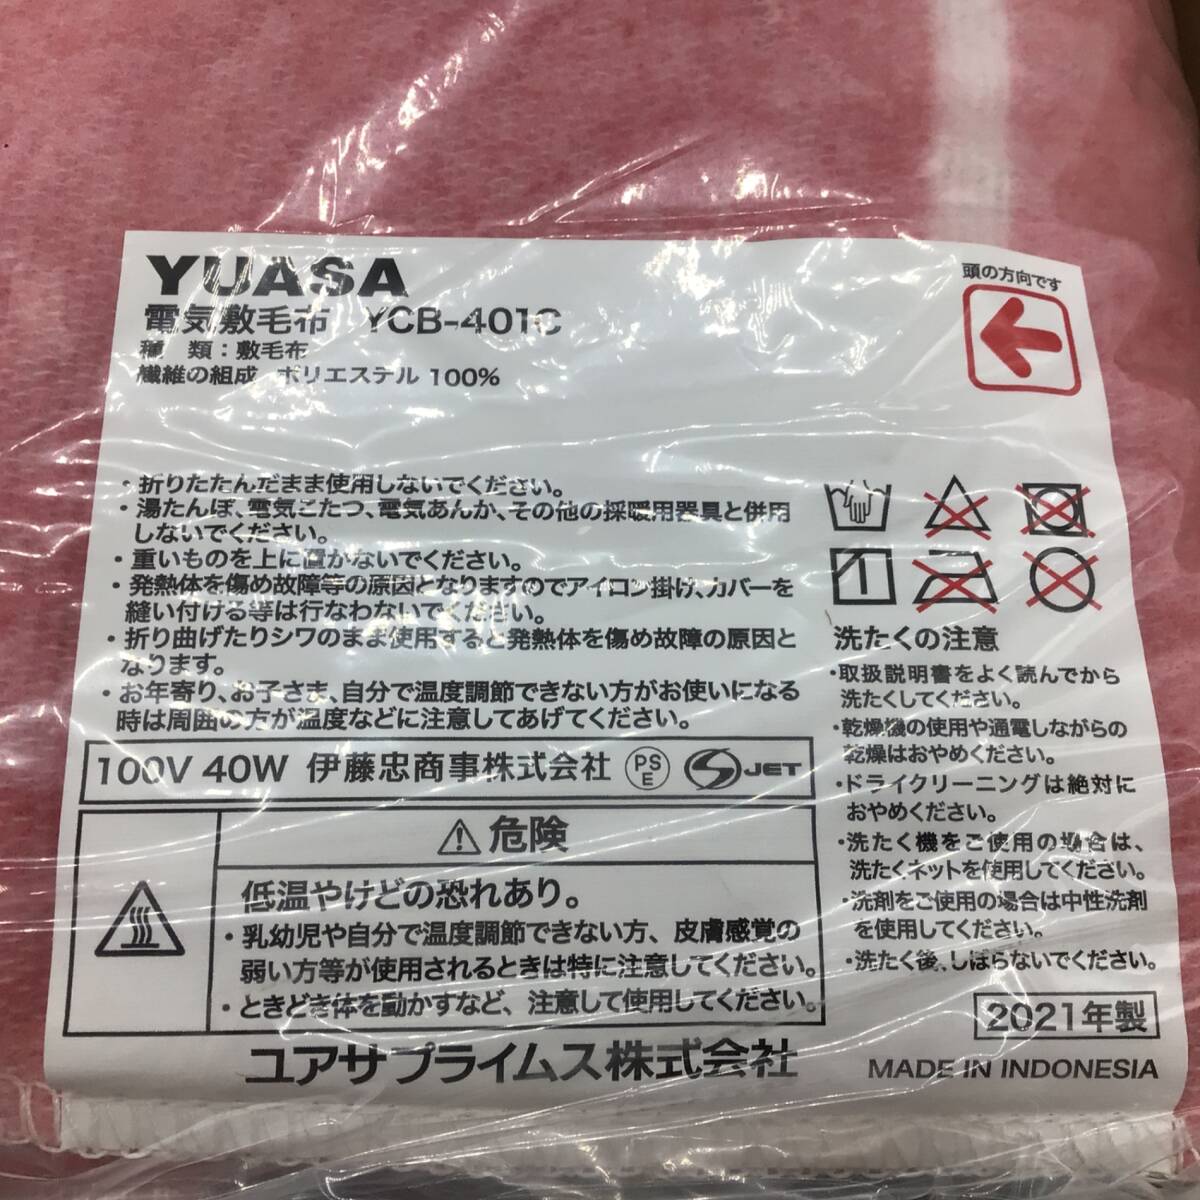 YUASA
電気敷毛布 YCB-401C
種 類：敷毛布
繊維の組成 ポリエステル 100%
頭の方向です
・折りたたんだまま使用しないでください。
・湯たんぽ、電気こたつ、電気あんか、その他の採暖用器具と併用
しないでください。
・重いものを上に置かないでください。
・発熱体を傷め故障等の原因となりますのでアイロン掛け、カバーを
縫い付ける等は行なわないでください。
・折り曲げたりシワのまま使用すると発熱体を傷め故障の原因と
なります。
・お年寄り、お子さま、自分で温度調節できない方がお使いになる
時は周囲の方が温度などに注意してあげてください。
100V 40W 伊藤忠商事株式会社 PSE S JET
⚠危険
低温やけどの恐れあり。
・乳幼児や自分で温度調節できない方、皮膚感覚の
弱い方等が使用されるときは特に注意してください。
・ときどき体を動かすなど、注意して使用してください。
洗たくの注意
・取扱説明書をよく読んでから
洗たくしてください。
・乾燥機の使用や通電しながらの
乾燥はおやめください。
・ドライクリーニングは絶対に
おやめください。
・洗たく機をご使用の場合は、
洗たくネットを使用してください。
・洗剤をご使用の場合は中性洗剤
を使用してください。
・洗たく後、しぼらないでください。
2021年製
ユアサプライムス株式会社
MADE IN INDONESIA